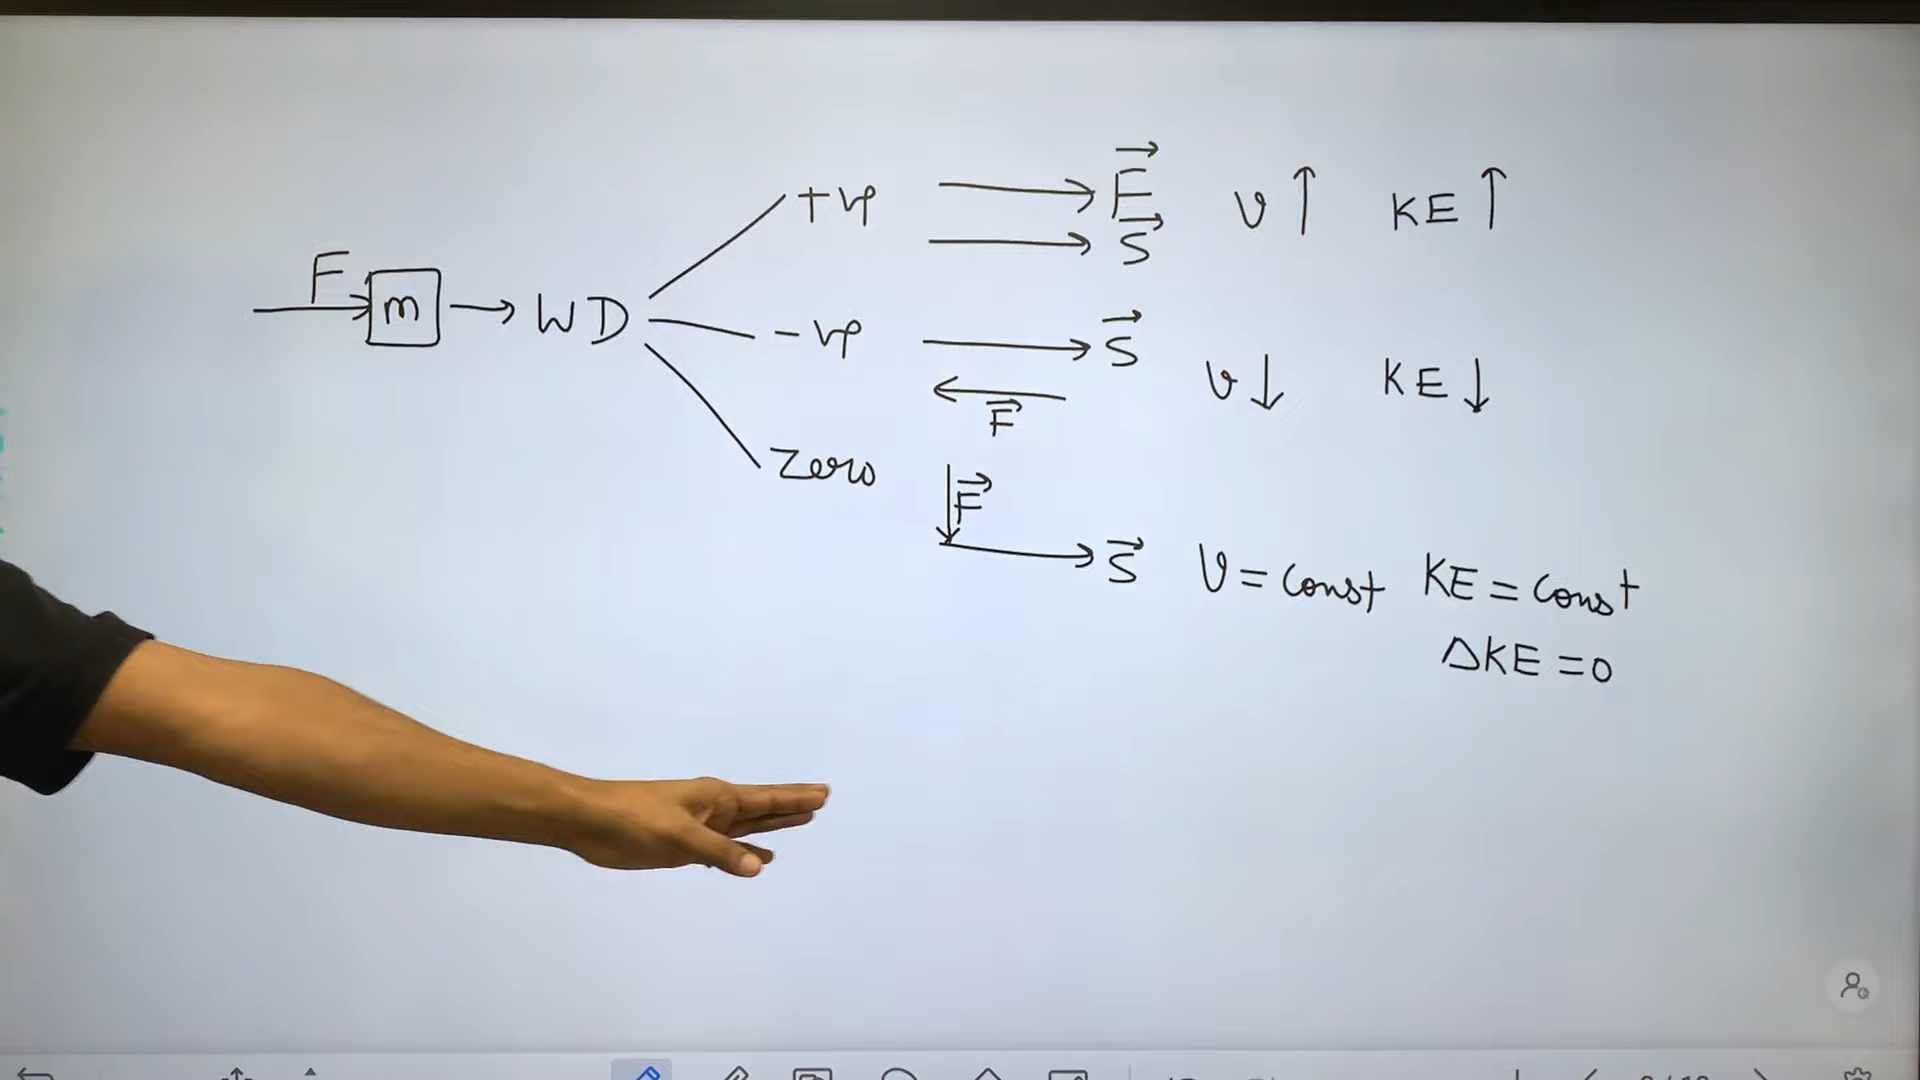 +ve F⃗ v↑ KE↑
S⃗
F m → WD
-ve S⃗ v↓ KE↓
F⃗
Zero F⃗
S⃗ v = const KE = const
ΔKE = 0